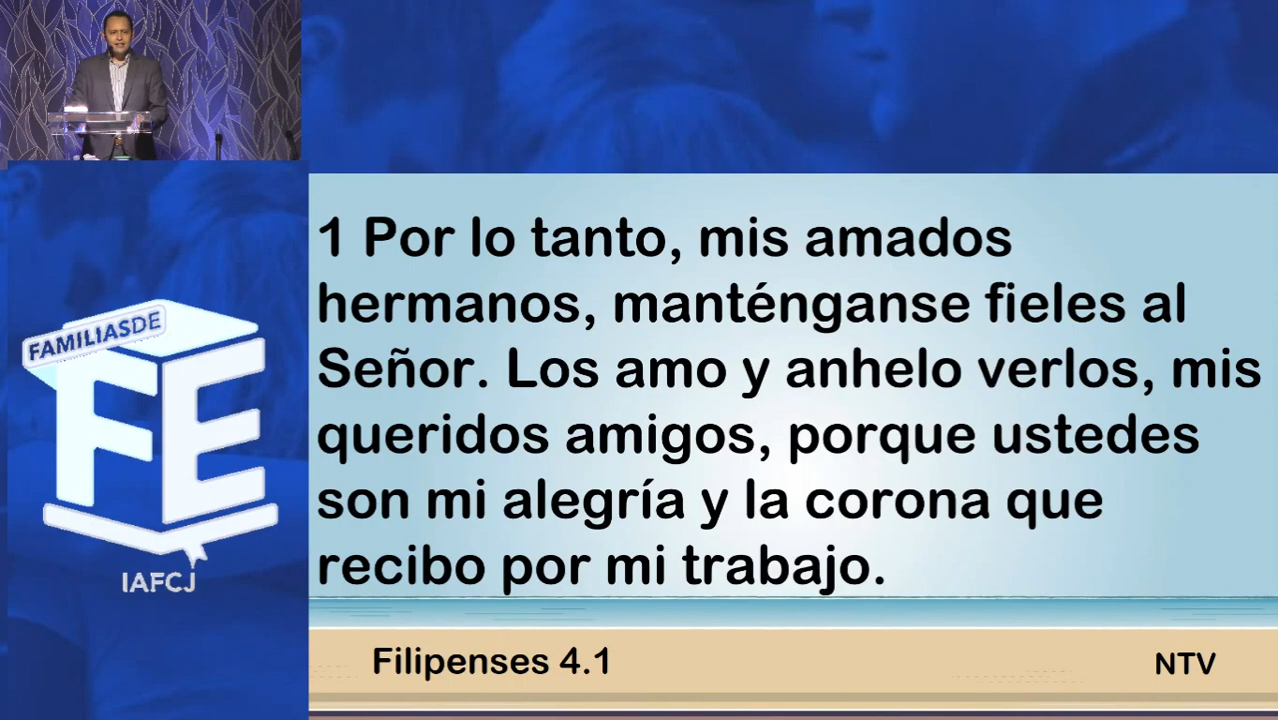 1 Por lo tanto, mis amados
hermanos, manténganse fieles al
Señor. Los amo y anhelo verlos, mis
queridos amigos, porque ustedes
son mi alegría y la corona que
recibo por mi trabajo.
Filipenses 4.1
NTV
FAMILIASDE
FE
IAFCJ